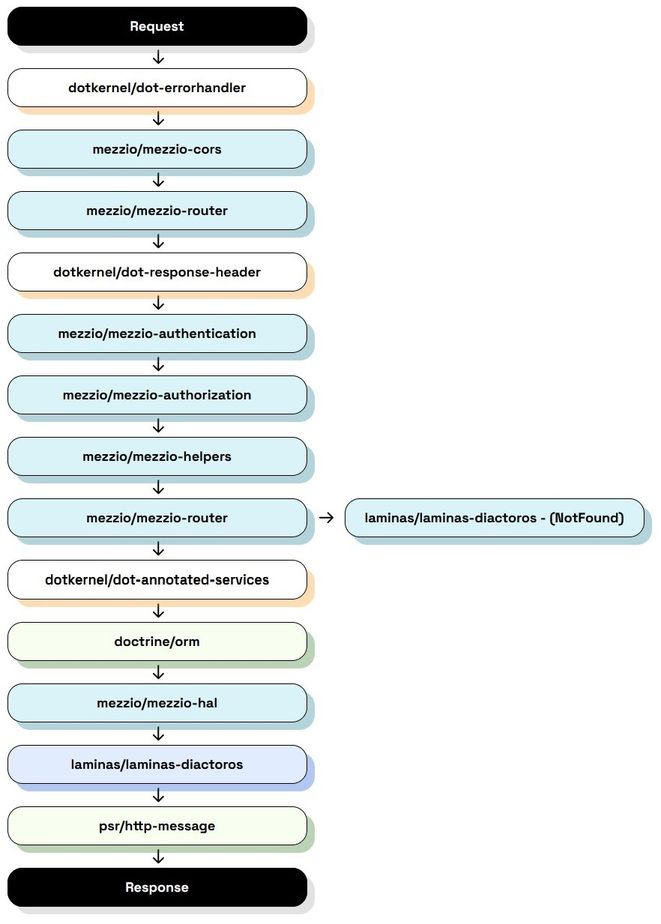 Request
dotkernel/dot-errorhandler
mezzio/mezzio-cors
mezzio/mezzio-router
dotkernel/dot-response-header
mezzio/mezzio-authentication
mezzio/mezzio-authorization
mezzio/mezzio-helpers
mezzio/mezzio-router
laminas/laminas-diactoros - (NotFound)
dotkernel/dot-annotated-services
doctrine/orm
mezzio/mezzio-hal
laminas/laminas-diactoros
psr/http-message
Response